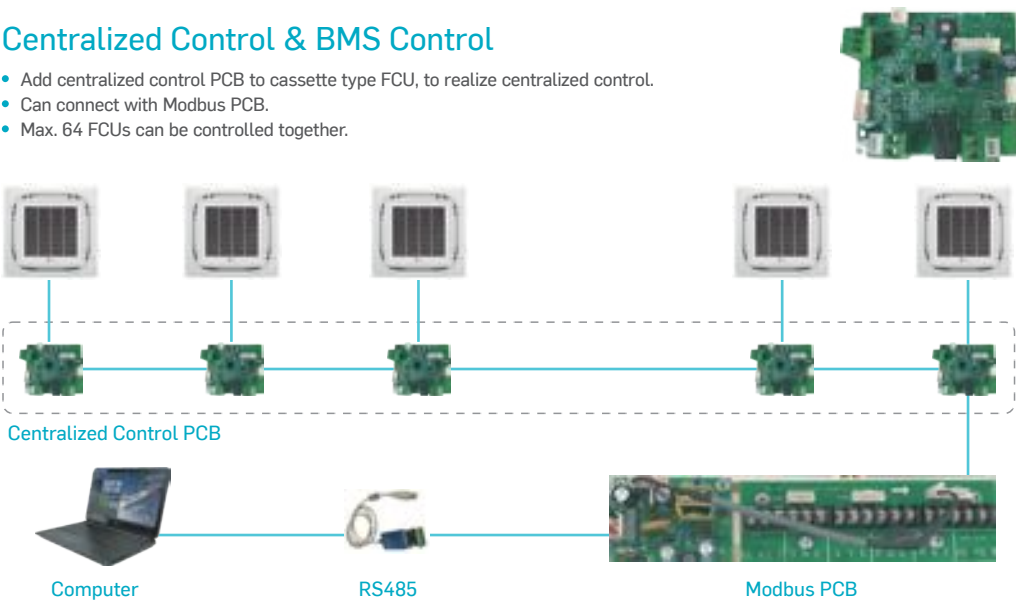 Centralized Control & BMS Control
• Add centralized control PCB to cassette type FCU, to realize centralized control.
• Can connect with Modbus PCB.
• Max. 64 FCUs can be controlled together.
Centralized Control PCB
Computer
RS485
Modbus PCB